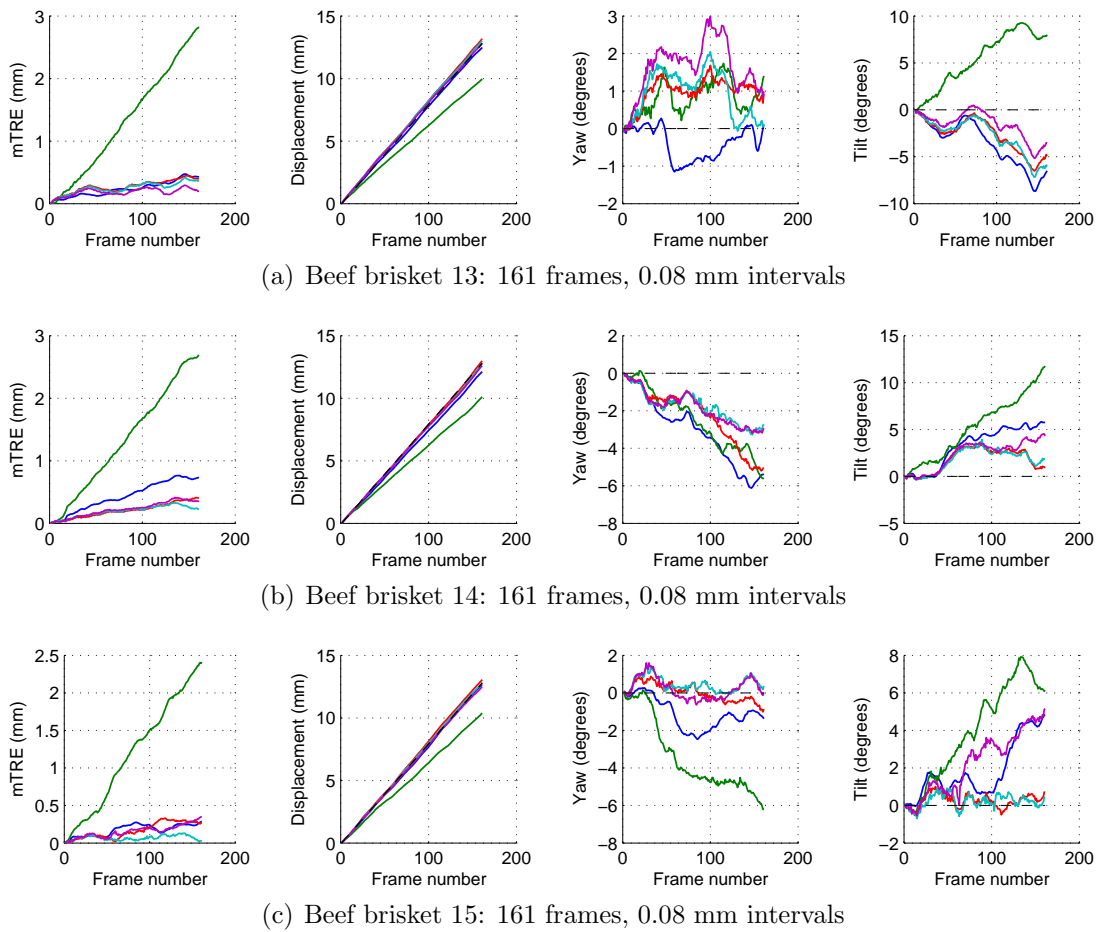 3
2
1
0
0 100 200
mTRE (mm)
Frame number
15
10
5
0
0 100 200
Displacement (mm)
Frame number
3
2
1
0
−1
−2
0 100 200
Yaw (degrees)
Frame number
10
5
0
−5
−10
0 100 200
Tilt (degrees)
Frame number
(a) Beef brisket 13: 161 frames, 0.08 mm intervals
3
2
1
0
0 100 200
mTRE (mm)
Frame number
15
10
5
0
0 100 200
Displacement (mm)
Frame number
2
0
−2
−4
−6
−8
0 100 200
Yaw (degrees)
Frame number
15
10
5
0
−5
0 100 200
Tilt (degrees)
Frame number
(b) Beef brisket 14: 161 frames, 0.08 mm intervals
2.5
2
1.5
1
0.5
0
0 100 200
mTRE (mm)
Frame number
15
10
5
0
0 100 200
Displacement (mm)
Frame number
2
0
−2
−4
−6
−8
0 100 200
Yaw (degrees)
Frame number
8
6
4
2
0
−2
0 100 200
Tilt (degrees)
Frame number
(c) Beef brisket 15: 161 frames, 0.08 mm intervals